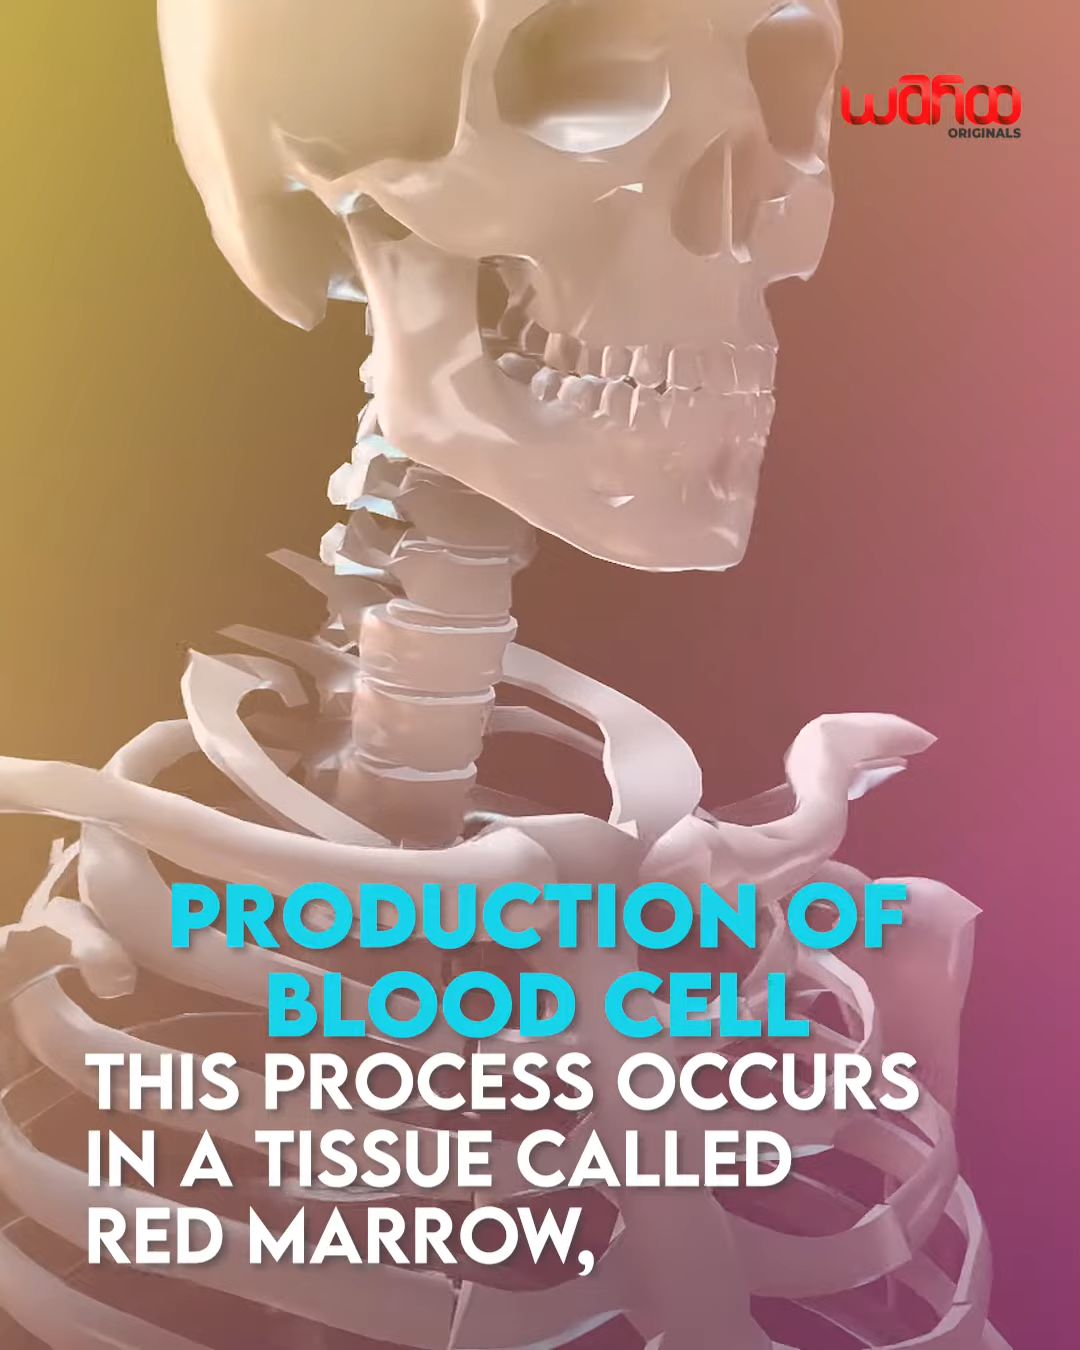 wahoo
ORIGINALS
PRODUCTION OF
BLOOD CELL
THIS PROCESS OCCURS
IN A TISSUE CALLED
RED MARROW,